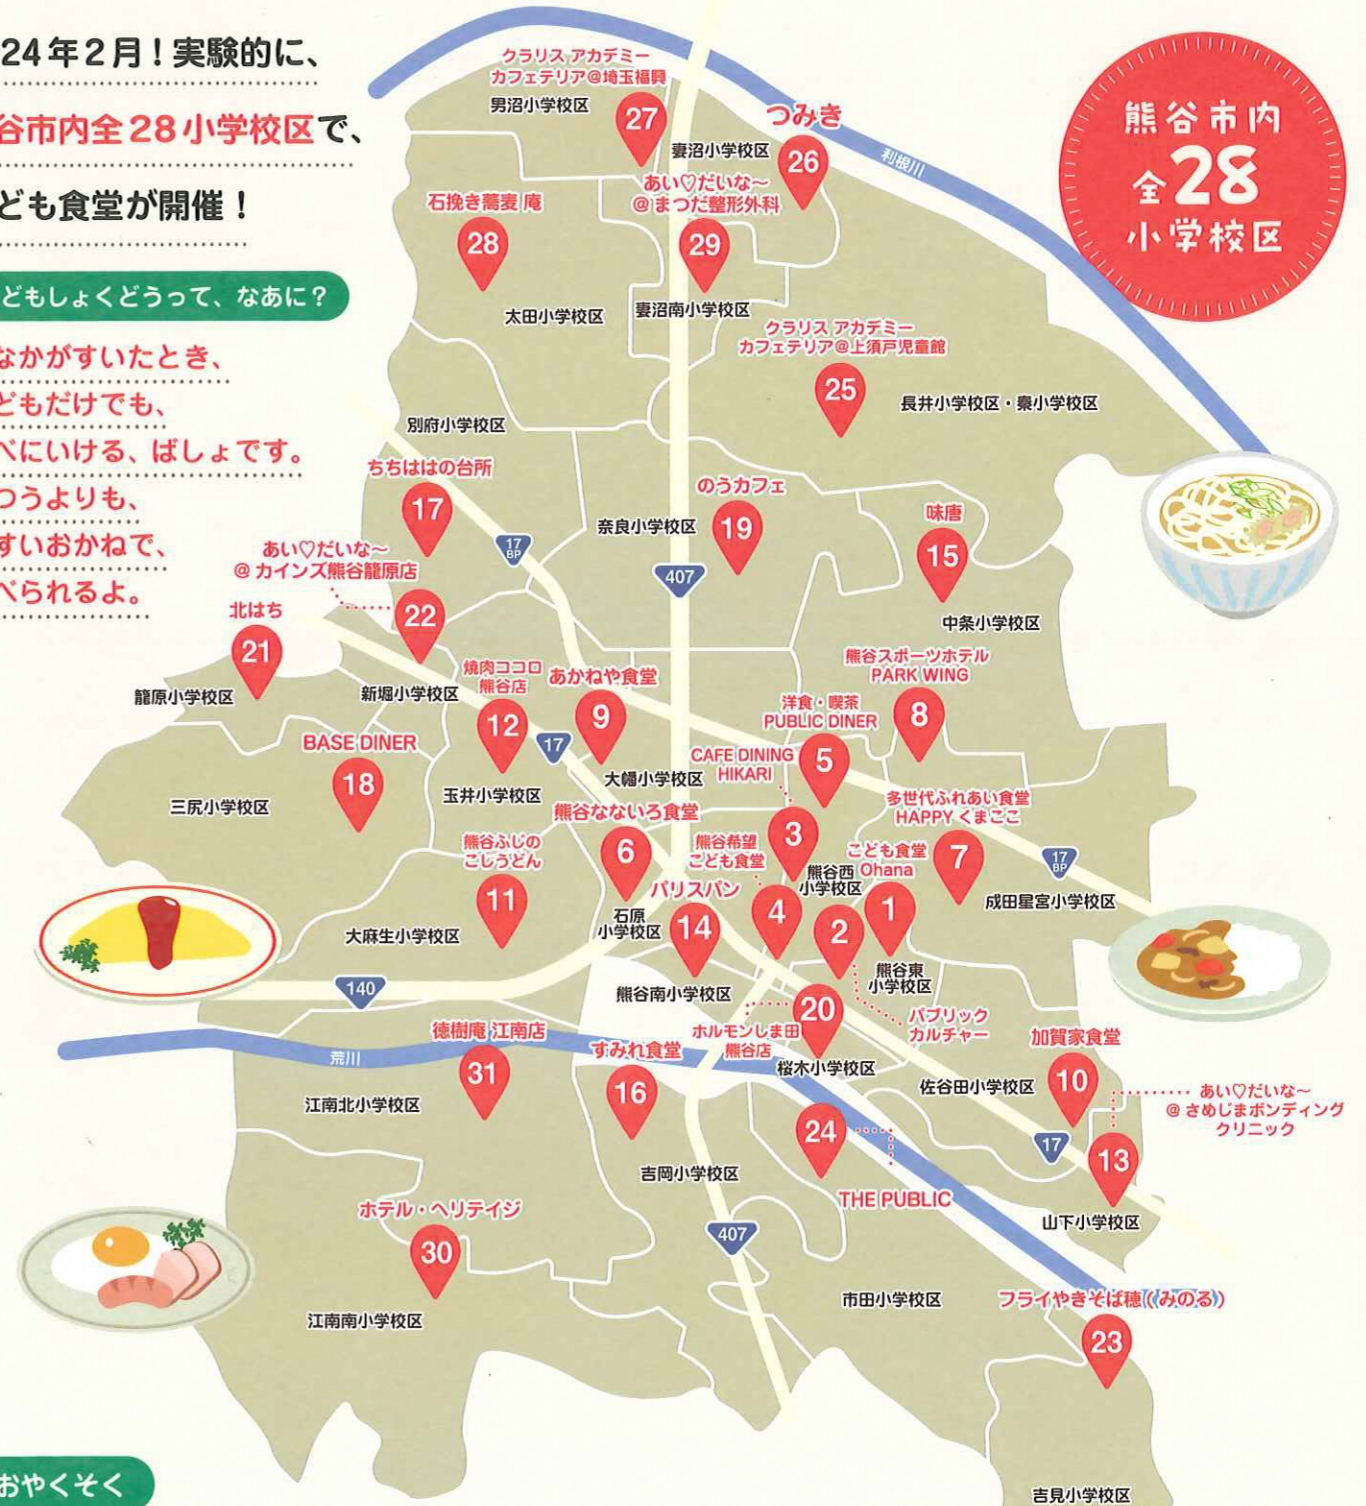 24年2月!実験的に、
谷市内全28小学校区で、
ども食堂が開催!
どもしょくどうって、なあに?
なかがすいたとき、
どもだけでも、
べにいける、ばしょです。
つうよりも、
すいおかねで、
べられるよ。
熊谷市内
全28
小学校区
クラリス アカデミー
カフェテリア@埼玉福興
男沼小学校区
27
つみき
妻沼小学校区
26
利根川
あい♡だいな〜
@まつだ整形外科
29
妻沼南小学校区
石挽き蕎麦 庵
28
太田小学校区
クラリス アカデミー
カフェテリア@上須戸児童館
25
長井小学校区・秦小学校区
別府小学校区
ちちははの台所
17
17
BP
のうカフェ
奈良小学校区
19
407
味唐
15
中条小学校区
あい♡だいな〜
@ カインズ熊谷籠原店
22
新堀小学校区
北はち
21
籠原小学校区
焼肉ココロ
熊谷店
12
17
玉井小学校区
あかねや食堂
9
大幡小学校区
熊谷スポーツホテル
PARK WING
8
洋食・喫茶
PUBLIC DINER
5
CAFE DINING
HIKARI
3
熊谷西
小学校区
BASE DINER
18
三尻小学校区
熊谷なないろ食堂
6
石原
小学校区
多世代ふれあい食堂
HAPPY くまここ
7
17
BP
成田星宮小学校区
熊谷ふじの
こしうどん
11
大麻生小学校区
パリスパン
14
熊谷南小学校区
熊谷希望
こども食堂
4
こども食堂
Ohana
1
熊谷東
小学校区
2
パブリック
カルチャー
140
荒川
20
ホルモンしま田
熊谷店
桜木小学校区
徳樹庵 江南店
31
江南北小学校区
すみれ食堂
16
吉岡小学校区
加賀家食堂
10
佐谷田小学校区
17
あい♡だいな〜
@ さめじまボンディング
クリニック
13
山下小学校区
24
THE PUBLIC
407
ホテル・ヘリテイジ
30
江南南小学校区
市田小学校区
フライやきそば穂(みのる)
23
吉見小学校区
おやくそく